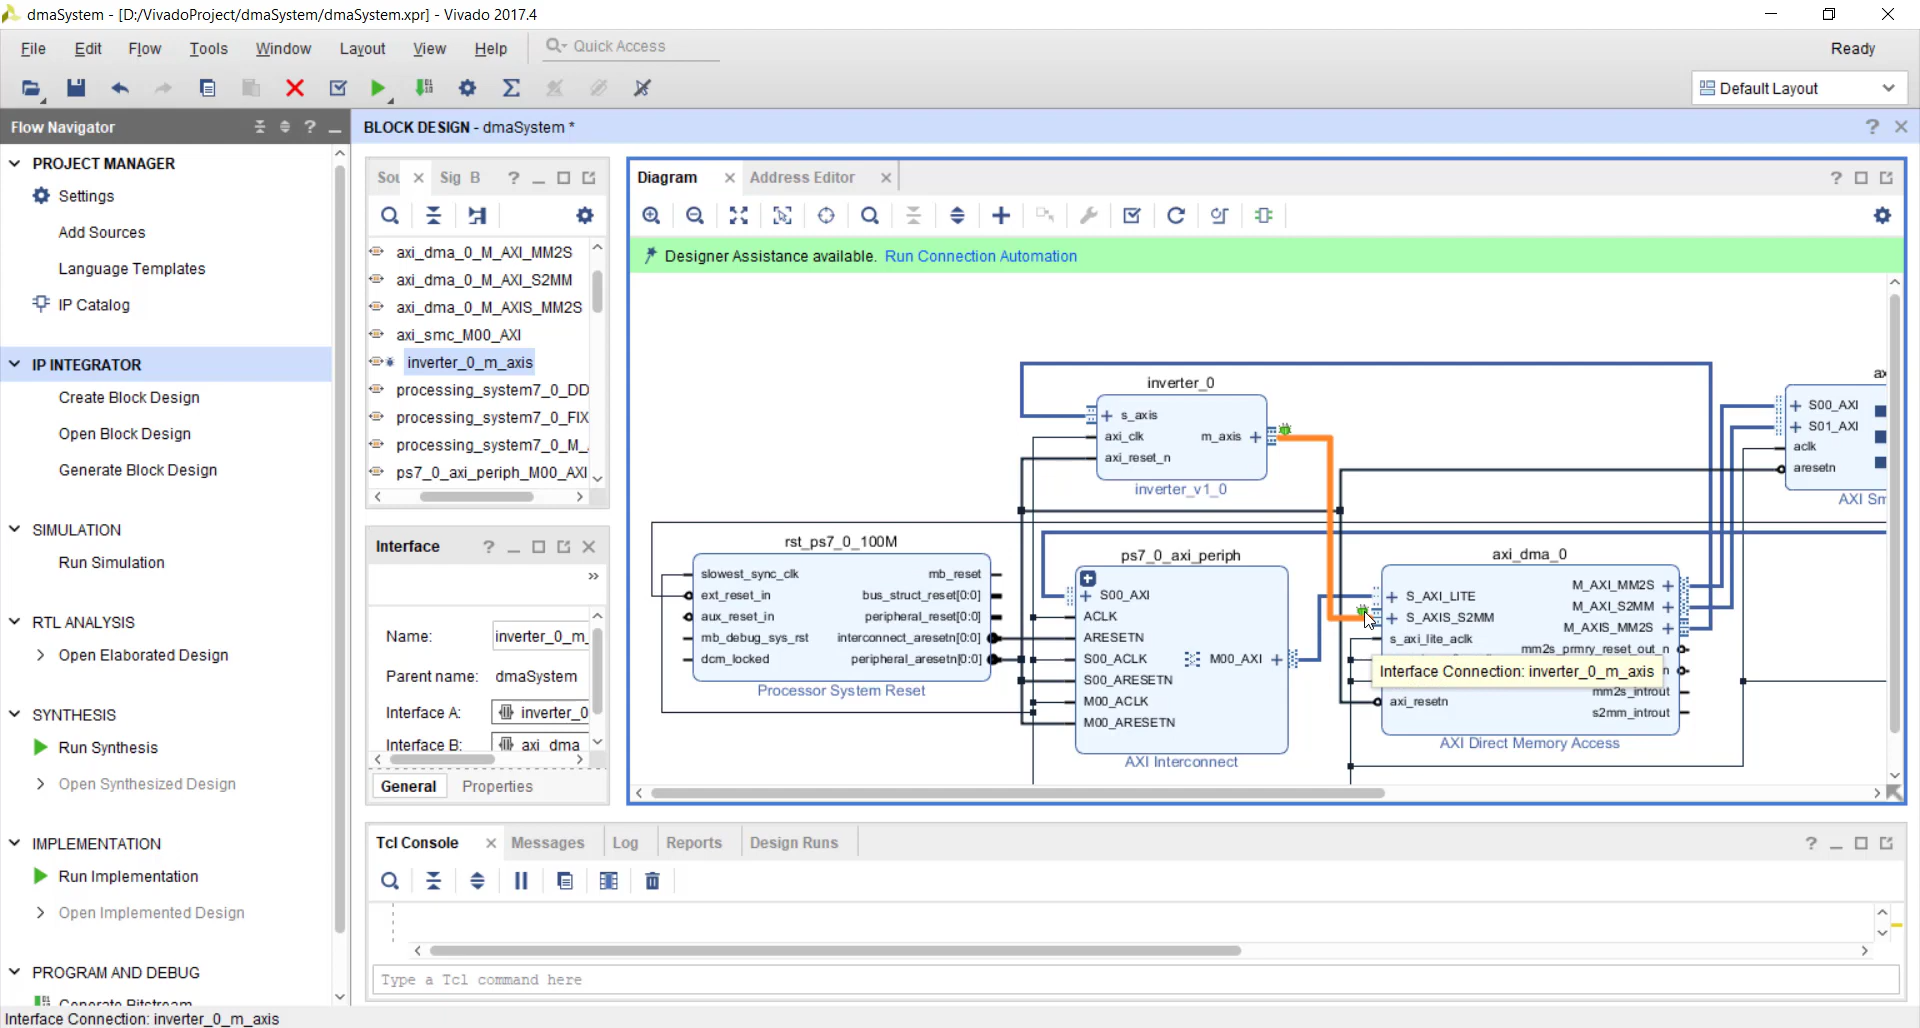 dmaSystem - [D:/VivadoProject/dmaSystem/dmaSystem.xpr] - Vivado 2017.4
File Edit Flow Tools Window Layout View Help Quick Access Ready
Default Layout
Flow Navigator
PROJECT MANAGER
Settings
Add Sources
Language Templates
IP Catalog
IP INTEGRATOR
Create Block Design
Open Block Design
Generate Block Design
SIMULATION
Run Simulation
RTL ANALYSIS
Open Elaborated Design
SYNTHESIS
Run Synthesis
Open Synthesized Design
IMPLEMENTATION
Run Implementation
Open Implemented Design
PROGRAM AND DEBUG
Generate Bitstream
BLOCK DESIGN - dmaSystem *
Sou Sig B
axi_dma_0_M_AXI_MM2S
axi_dma_0_M_AXI_S2MM
axi_dma_0_M_AXIS_MM2S
axi_smc_M00_AXI
inverter_0_m_axis
processing_system7_0_DD
processing_system7_0_FIX
processing_system7_0_M_
ps7_0_axi_periph_M00_AXI
Interface
Name: inverter_0_m_
Parent name: dmaSystem
Interface A: inverter_0
Interface B: axi_dma
General Properties
Diagram Address Editor
Designer Assistance available. Run Connection Automation
inverter_0
s_axis
axi_clk
m_axis
axi_reset_n
inverter_v1_0
rst_ps7_0_100M
slowest_sync_clk
ext_reset_in
aux_reset_in
mb_debug_sys_rst
dcm_locked
mb_reset
bus_struct_reset[0:0]
peripheral_reset[0:0]
interconnect_aresetn[0:0]
peripheral_aresetn[0:0]
Processor System Reset
ps7_0_axi_periph
S00_AXI
ACLK
ARESETN
S00_ACLK
S00_ARESETN
M00_ACLK
M00_ARESETN
M00_AXI
AXI Interconnect
axi_dma_0
S_AXI_LITE
S_AXIS_S2MM
s_axi_lite_aclk
axi_resetn
M_AXI_MM2S
M_AXI_S2MM
M_AXIS_MM2S
mm2s_prmry_reset_out_n
n
mm2s_introut
s2mm_introut
AXI Direct Memory Access
Interface Connection: inverter_0_m_axis
ax
S00_AXI
S01_AXI
aclk
aresetn
AXI Sm
Tcl Console Messages Log Reports Design Runs
Type a Tcl command here
Interface Connection: inverter_0_m_axis